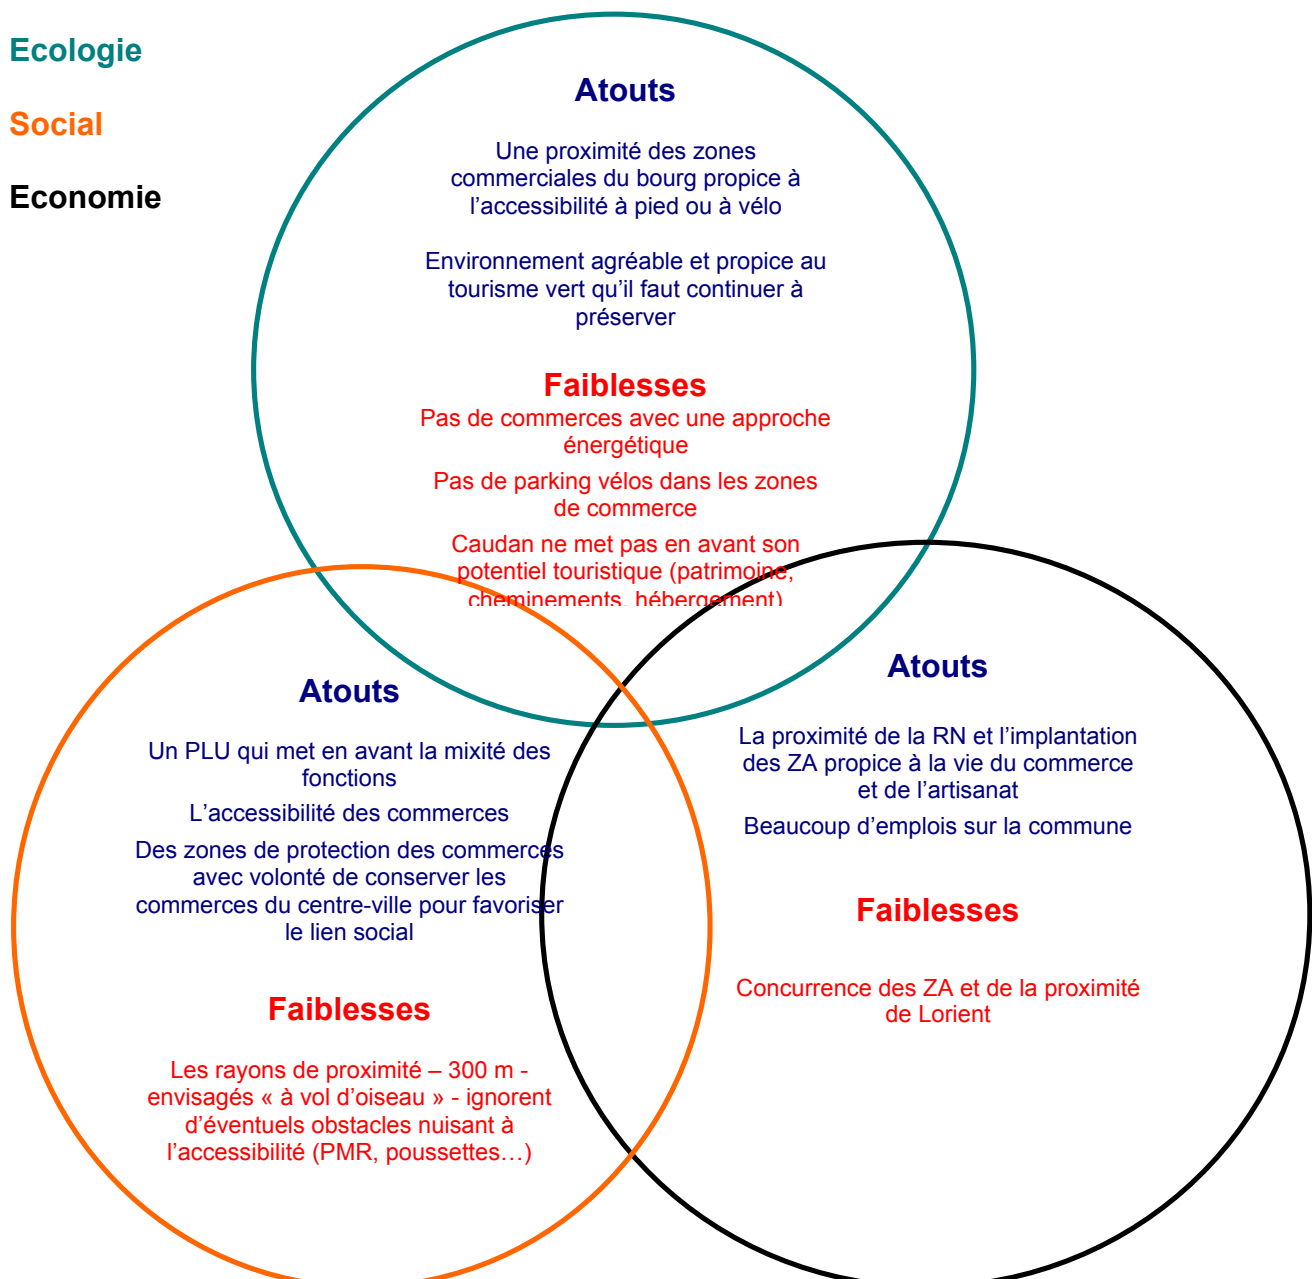 Ecologie
Social
Economie
Atouts
Une proximité des zones
commerciales du bourg propice à
l’accessibilité à pied ou à vélo
Environnement agréable et propice au
tourisme vert qu’il faut continuer à
préserver
Faiblesses
Pas de commerces avec une approche
énergétique
Pas de parking vélos dans les zones
de commerce
Caudan ne met pas en avant son
potentiel touristique (patrimoine,
cheminements, hébergement)
Atouts
Un PLU qui met en avant la mixité des
fonctions
L’accessibilité des commerces
Des zones de protection des commerces
avec volonté de conserver les
commerces du centre-ville pour favoriser
le lien social
Faiblesses
Les rayons de proximité – 300 m -
envisagés « à vol d’oiseau » - ignorent
d’éventuels obstacles nuisant à
l’accessibilité (PMR, poussettes…)
Atouts
La proximité de la RN et l’implantation
des ZA propice à la vie du commerce
et de l’artisanat
Beaucoup d’emplois sur la commune
Faiblesses
Concurrence des ZA et de la proximité
de Lorient